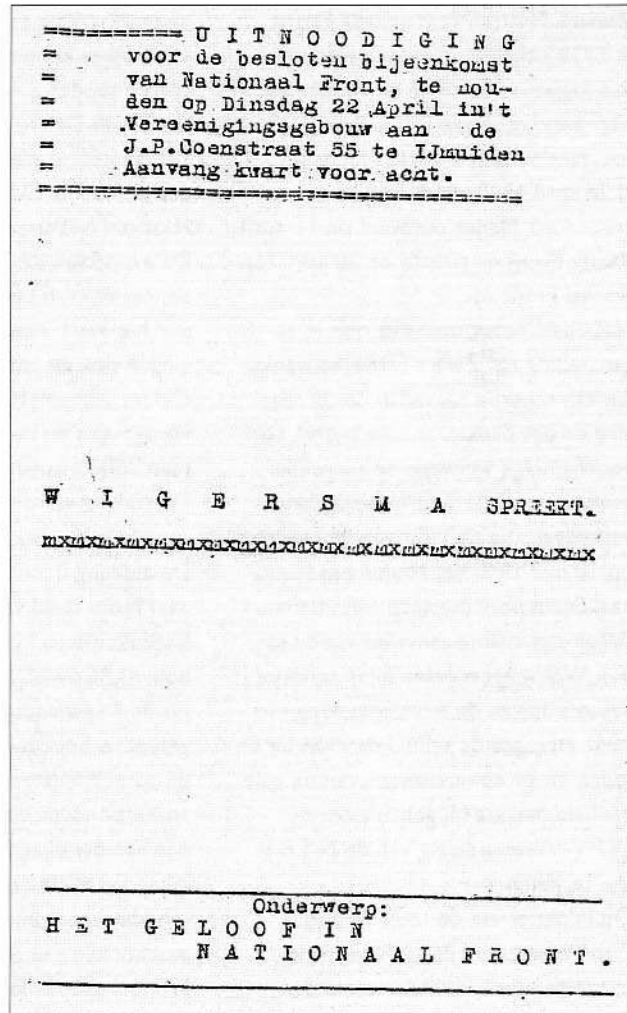 ========== U I T N O O D I G I N G
= voor de besloten bijeenkomst
= van Nationaal Front, te hou-
= den op Dinsdag 22 April in't
= Vereenigingsgebouw aan de
= J.P.Coenstraat 55 te IJmuiden
= Aanvang kwart voor acht.
==================================
W I G E R S M A SPREEKT.
mxmxmxmxmxmxmxmxmxmxmxmxmxmxmxmxmxmxmxmx
Onderwerp:
H E T G E L O O F I N
N A T I O N A A L F R O N T .